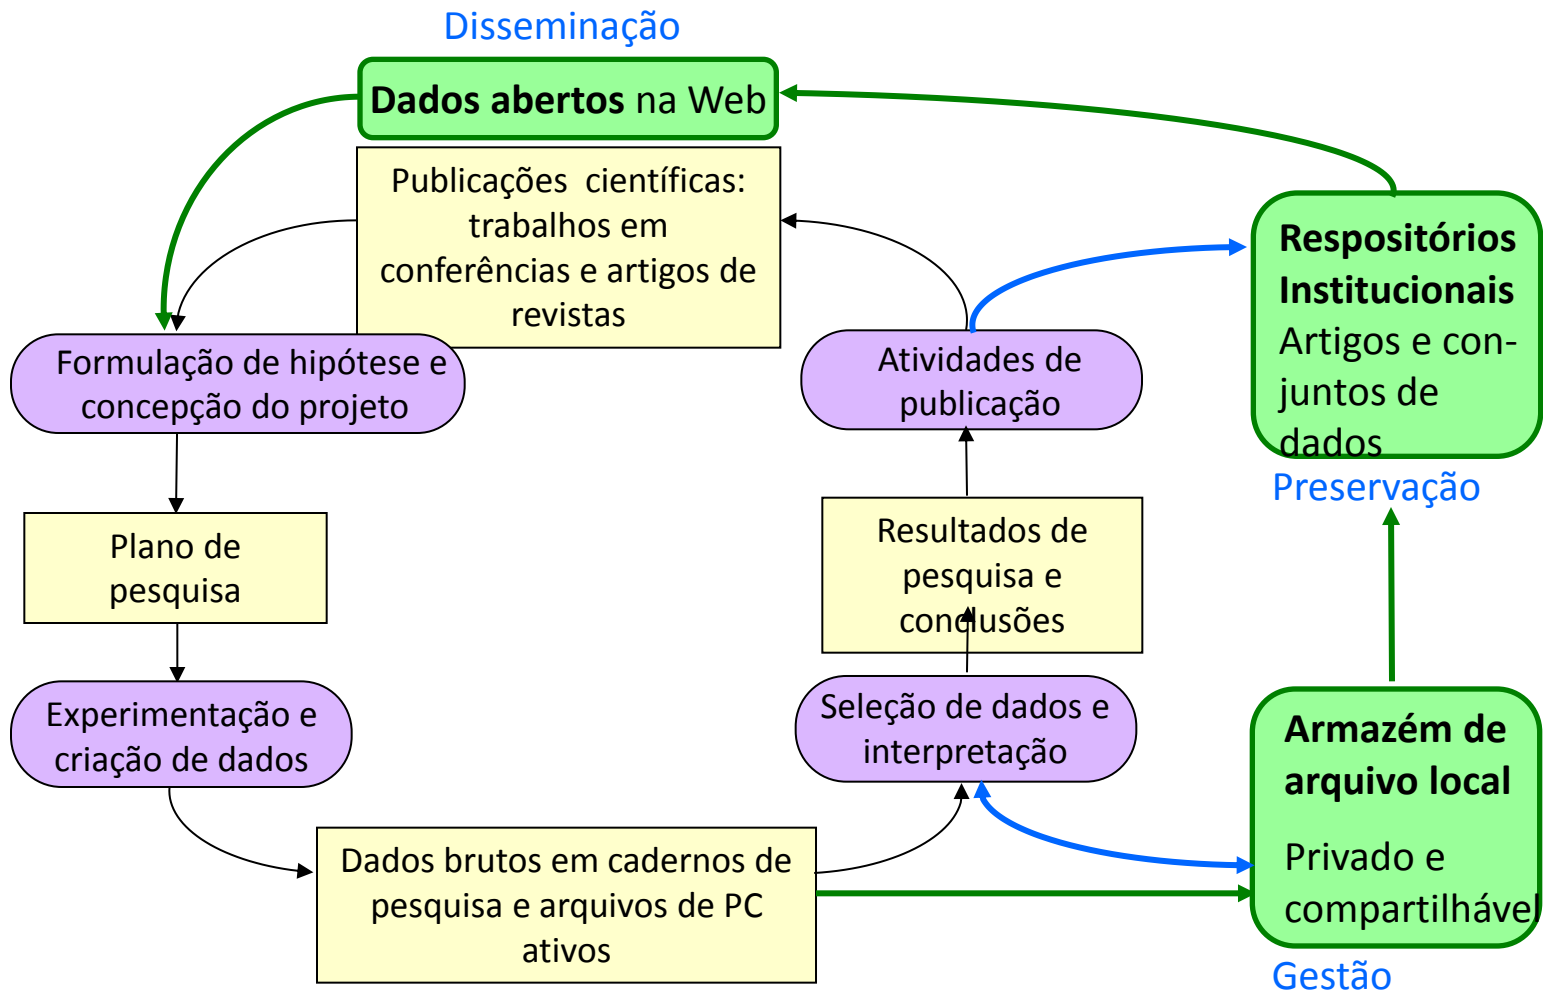 Disseminação
Dados abertos na Web
Publicações científicas:
trabalhos em
conferências e artigos de
revistas
Respositórios
Institucionais
Artigos e con-
juntos de
dados
Preservação
Formulação de hipótese e
concepção do projeto
Atividades de
publicação
Plano de
pesquisa
Resultados de
pesquisa e
conclusões
Experimentação e
criação de dados
Seleção de dados e
interpretação
Armazém de
arquivo local
Privado e
compartilhável
Dados brutos em cadernos de
pesquisa e arquivos de PC
ativos
Gestão